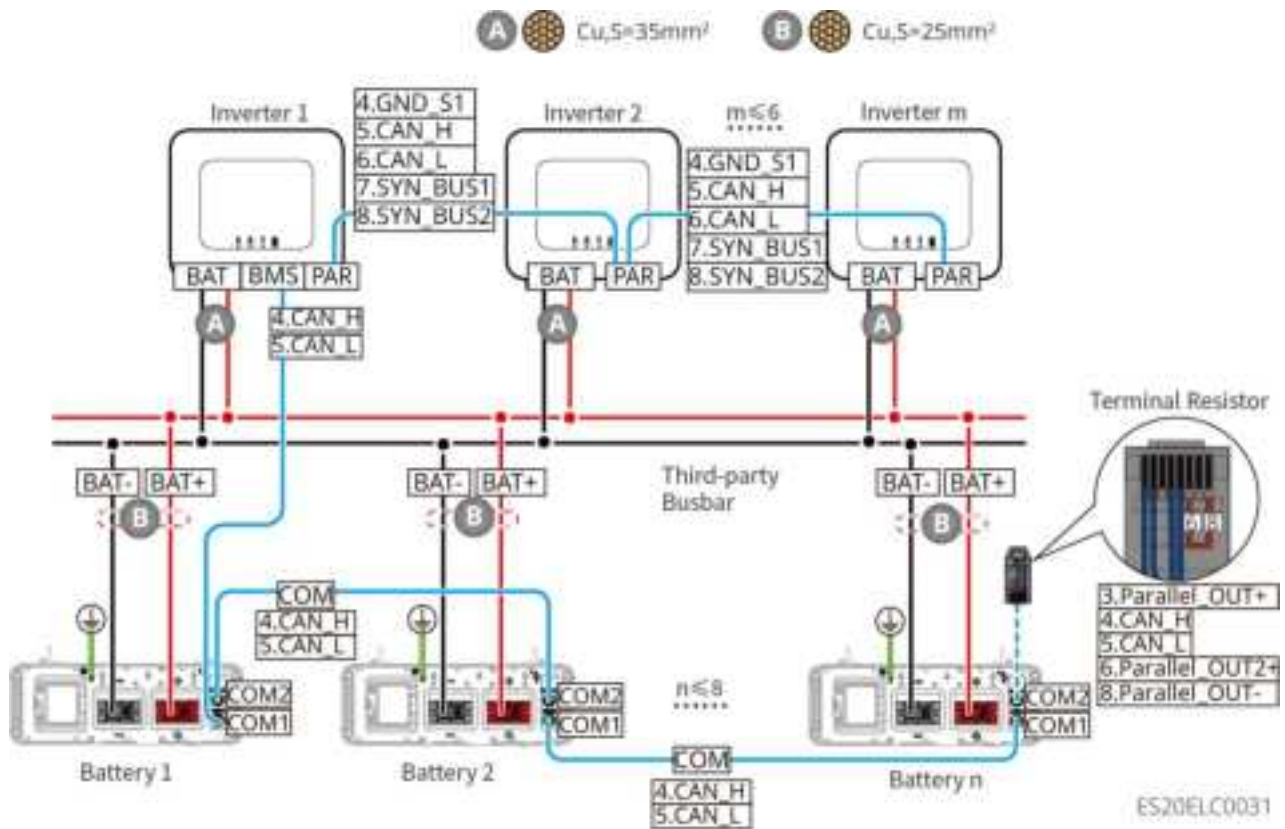 A Cu,S=35mm² B Cu,S=25mm²
Inverter 1
4.GND_S1
5.CAN_H
6.CAN_L
7.SYN_BUS1
8.SYN_BUS2
Inverter 2
m≤6
4.GND_S1
5.CAN_H
6.CAN_L
7.SYN_BUS1
8.SYN_BUS2
Inverter m
BAT BMS PAR
BAT PAR
BAT PAR
A
4.CAN_H
5.CAN_L
A
A
Terminal Resistor
BAT- BAT+
B
BAT- BAT+
B
Third-party
Busbar
BAT- BAT+
B
3.Parallel_OUT+
4.CAN_H
5.CAN_L
6.Parallel_OUT2+
8.Parallel_OUT-
COM
4.CAN_H
5.CAN_L
COM2
COM1
COM2
COM1
n≤8
COM2
COM1
Battery 1
Battery 2
COM
4.CAN_H
5.CAN_L
Battery n
ES20ELC0031